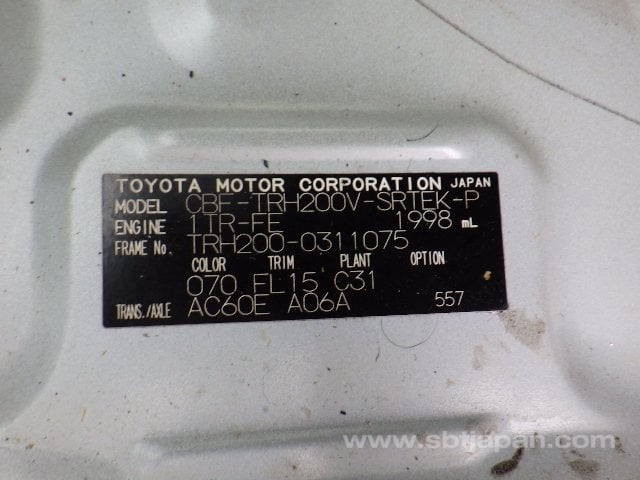 TOYOTA MOTOR CORPORATION JAPAN
MODEL CBF-TRH200V-SRTEK-P
ENGINE 1TR-FE 1998 mL
FRAME No. TRH200-0311075
COLOR TRIM PLANT OPTION
070 FL15 C31
TRANS./AXLE AC60E A06A 557
www.sbtjapan.com